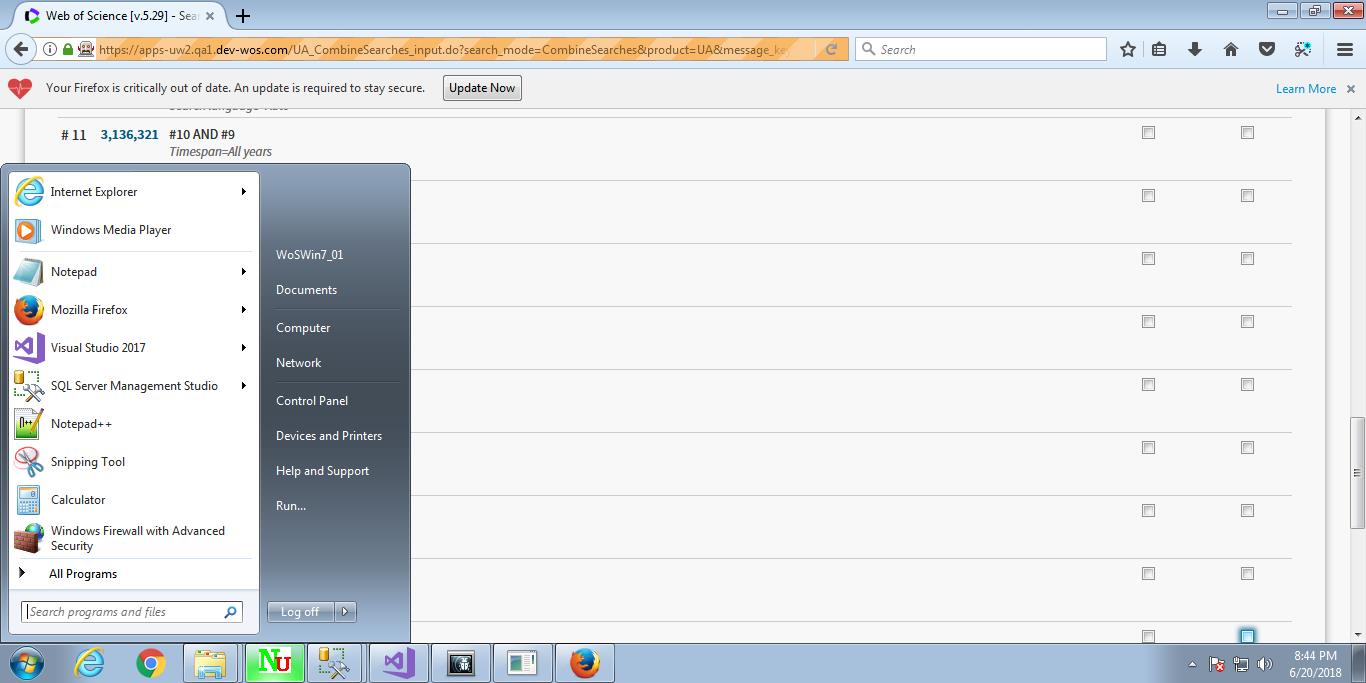 Web of Science [v.5.29] - Sea
https://apps-uw2.qa1.dev-wos.com/UA_CombineSearches_input.do?search_mode=CombineSearches&product=UA&message_ke
Search
Your Firefox is critically out of date. An update is required to stay secure.
Update Now
Learn More
# 11 3,136,321 #10 AND #9
Timespan=All years
Internet Explorer
Windows Media Player
Notepad
Mozilla Firefox
Visual Studio 2017
SQL Server Management Studio
Notepad++
Snipping Tool
Calculator
Windows Firewall with Advanced
Security
All Programs
Search programs and files
WoSWin7_01
Documents
Computer
Network
Control Panel
Devices and Printers
Help and Support
Run...
Log off
NU
8:44 PM
6/20/2018